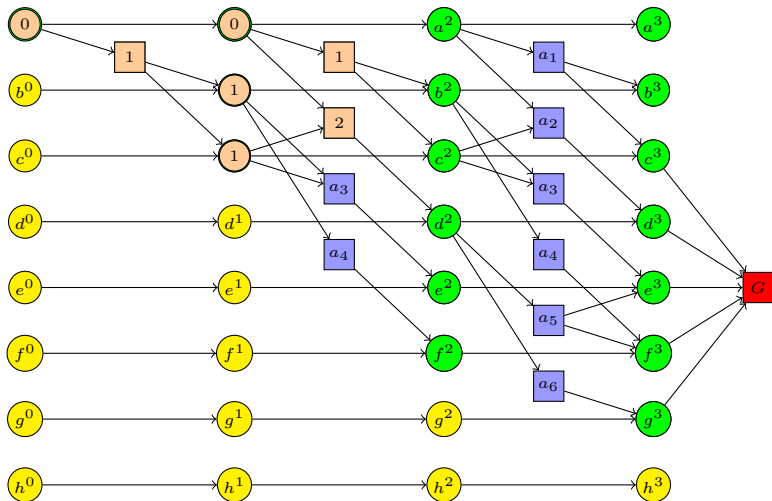 0 0 a² a³
1 1 a₁
b⁰ 1 b² b³
2 a₂
c⁰ 1 c² c³
a₃ a₃
d⁰ d¹ d² d³
a₄ a₄
e⁰ e¹ e² e³ G
a₅
f⁰ f¹ f² f³
a₆
g⁰ g¹ g² g³
h⁰ h¹ h² h³